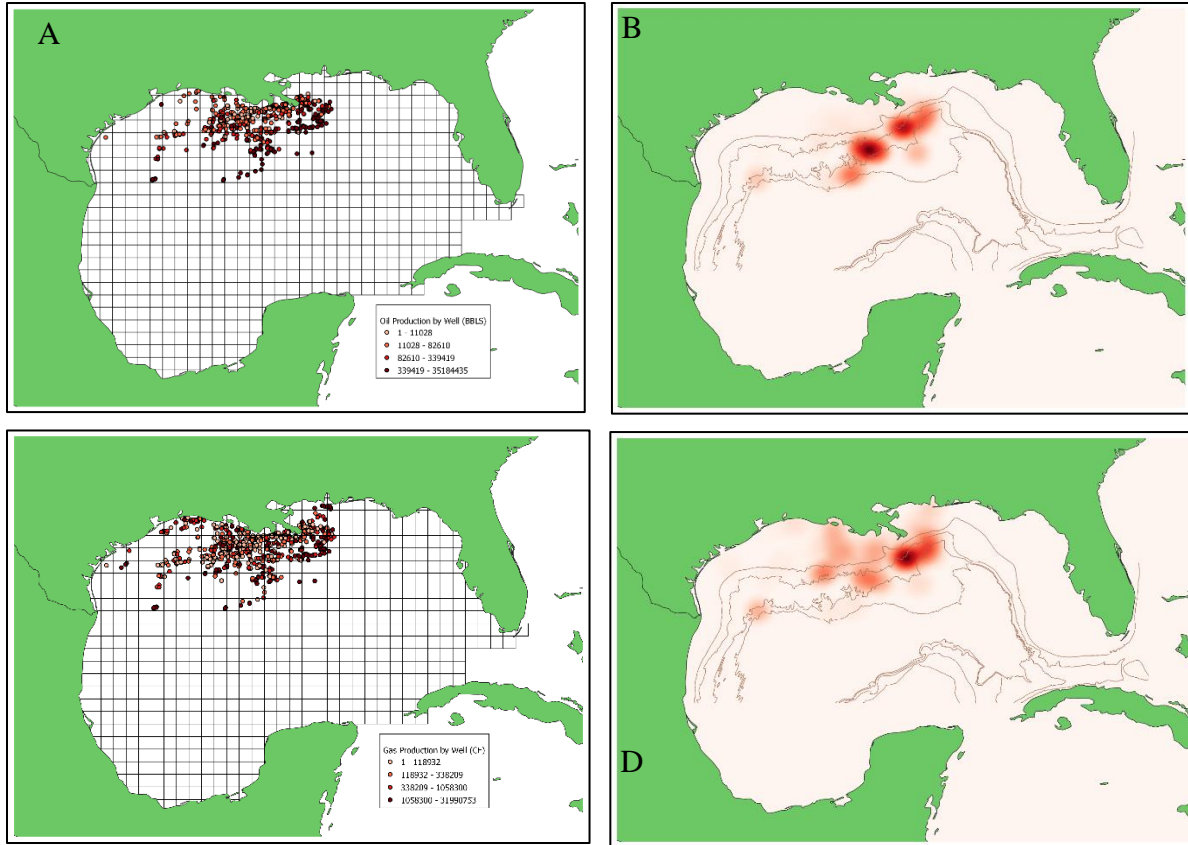 A
B
Oil Production by Well (BBLS)
1 - 11028
11028 - 82610
82610 - 339419
339419 - 35184435
Gas Production by Well (CF)
1 118932
118932 - 338209
338209 - 1058300
1058300 - 31990753
D